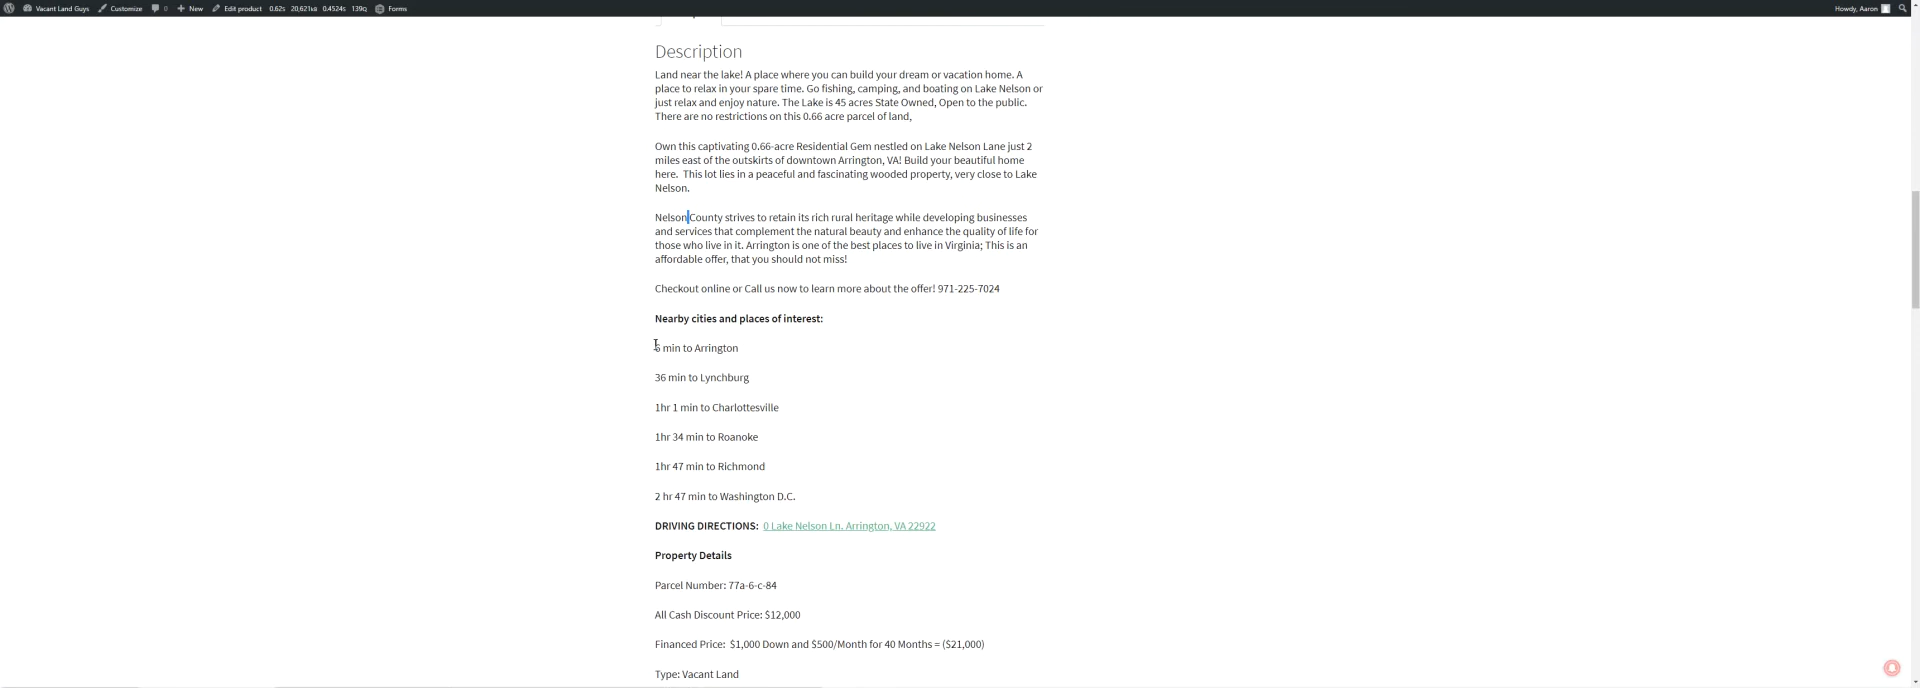 Vacant Land Guys Customize 0 New Edit product 0.62s 20,621kB 0.4524s 139Q Forms Howdy, Aaron
Description
Land near the lake! A place where you can build your dream or vacation home. A
place to relax in your spare time. Go fishing, camping, and boating on Lake Nelson or
just relax and enjoy nature. The Lake is 45 acres State Owned, Open to the public.
There are no restrictions on this 0.66 acre parcel of land,
Own this captivating 0.66-acre Residential Gem nestled on Lake Nelson Lane just 2
miles east of the outskirts of downtown Arrington, VA! Build your beautiful home
here. This lot lies in a peaceful and fascinating wooded property, very close to Lake
Nelson.
Nelson County strives to retain its rich rural heritage while developing businesses
and services that complement the natural beauty and enhance the quality of life for
those who live in it. Arrington is one of the best places to live in Virginia; This is an
affordable offer, that you should not miss!
Checkout online or Call us now to learn more about the offer! 971-225-7024
Nearby cities and places of interest:
6 min to Arrington
36 min to Lynchburg
1hr 1 min to Charlottesville
1hr 34 min to Roanoke
1hr 47 min to Richmond
2 hr 47 min to Washington D.C.
DRIVING DIRECTIONS: 0 Lake Nelson Ln. Arrington, VA 22922
Property Details
Parcel Number: 77a-6-c-84
All Cash Discount Price: $12,000
Financed Price: $1,000 Down and $500/Month for 40 Months = ($21,000)
Type: Vacant Land